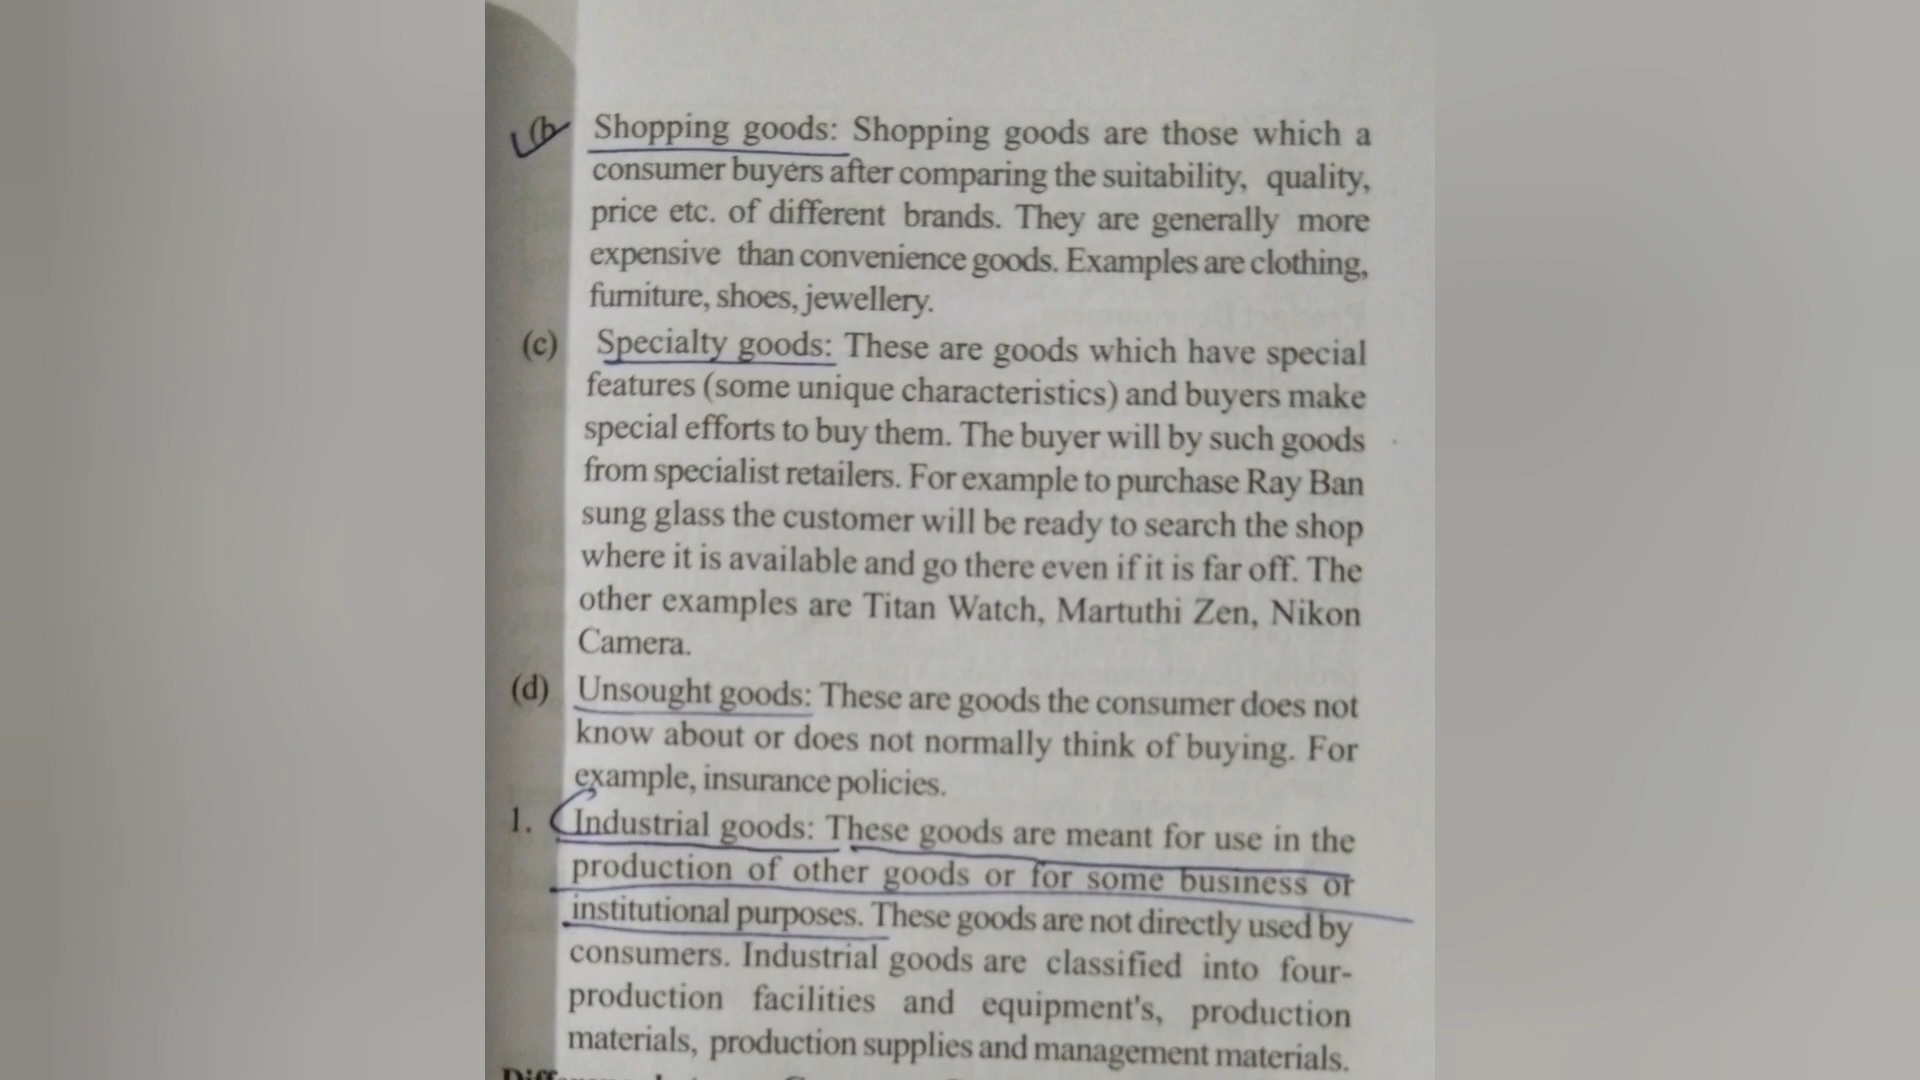 (b) Shopping goods: Shopping goods are those which a
consumer buyers after comparing the suitability, quality,
price etc. of different brands. They are generally more
expensive than convenience goods. Examples are clothing,
furniture, shoes, jewellery.
(c) Specialty goods: These are goods which have special
features (some unique characteristics) and buyers make
special efforts to buy them. The buyer will by such goods
from specialist retailers. For example to purchase Ray Ban
sung glass the customer will be ready to search the shop
where it is available and go there even if it is far off. The
other examples are Titan Watch, Martuthi Zen, Nikon
Camera.
(d) Unsought goods: These are goods the consumer does not
know about or does not normally think of buying. For
example, insurance policies.
1. Industrial goods: These goods are meant for use in the
production of other goods or for some business or
institutional purposes. These goods are not directly used by
consumers. Industrial goods are classified into four-
production facilities and equipment's, production
materials, production supplies and management materials.